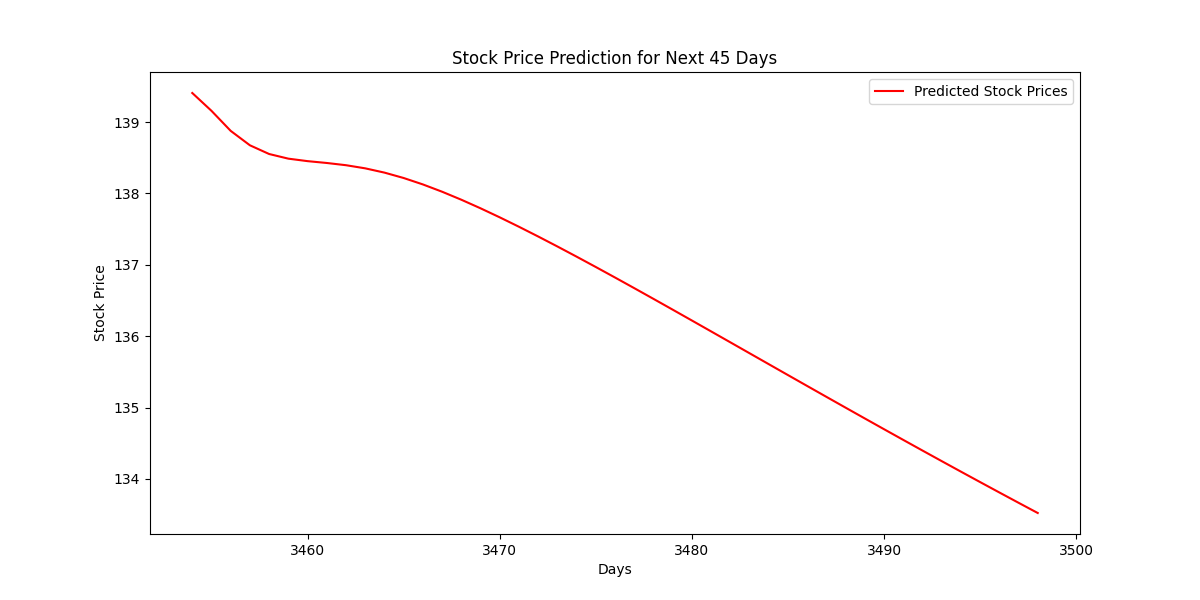 Stock Price Prediction for Next 45 Days
Predicted Stock Prices
139
138
137
136
135
134
Stock Price
3460
3470
3480
3490
3500
Days